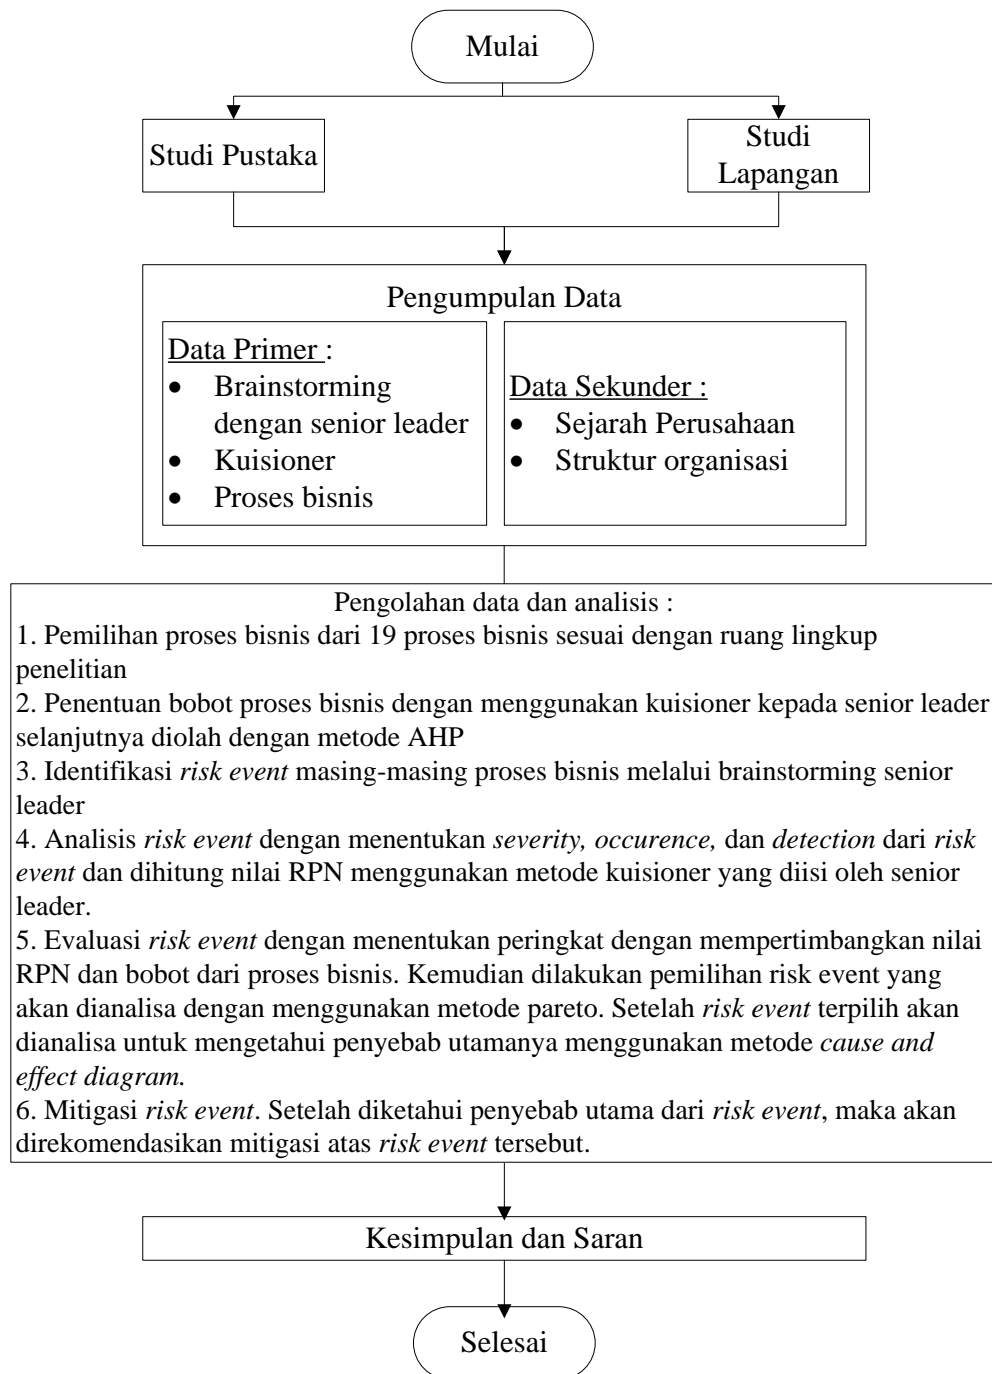 Mulai
Studi Pustaka
Studi
Lapangan
Pengumpulan Data
Data Primer :
• Brainstorming
dengan senior leader
• Kuisioner
• Proses bisnis
Data Sekunder :
• Sejarah Perusahaan
• Struktur organisasi
Pengolahan data dan analisis :
1. Pemilihan proses bisnis dari 19 proses bisnis sesuai dengan ruang lingkup
penelitian
2. Penentuan bobot proses bisnis dengan menggunakan kuisioner kepada senior leader
selanjutnya diolah dengan metode AHP
3. Identifikasi risk event masing-masing proses bisnis melalui brainstorming senior
leader
4. Analisis risk event dengan menentukan severity, occurence, dan detection dari risk
event dan dihitung nilai RPN menggunakan metode kuisioner yang diisi oleh senior
leader.
5. Evaluasi risk event dengan menentukan peringkat dengan mempertimbangkan nilai
RPN dan bobot dari proses bisnis. Kemudian dilakukan pemilihan risk event yang
akan dianalisa dengan menggunakan metode pareto. Setelah risk event terpilih akan
dianalisa untuk mengetahui penyebab utamanya menggunakan metode cause and
effect diagram.
6. Mitigasi risk event. Setelah diketahui penyebab utama dari risk event, maka akan
direkomendasikan mitigasi atas risk event tersebut.
Kesimpulan dan Saran
Selesai